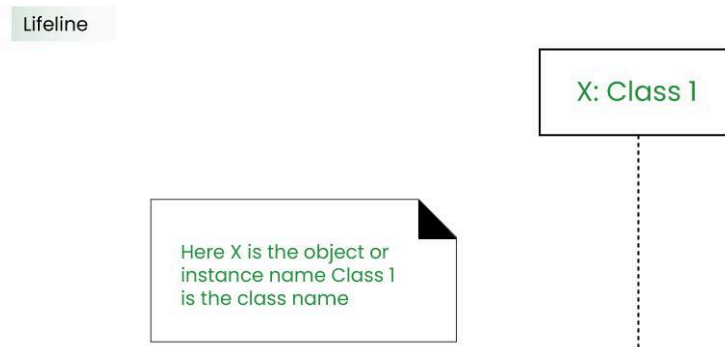 Lifeline
X: Class 1
Here X is the object or
instance name Class 1
is the class name